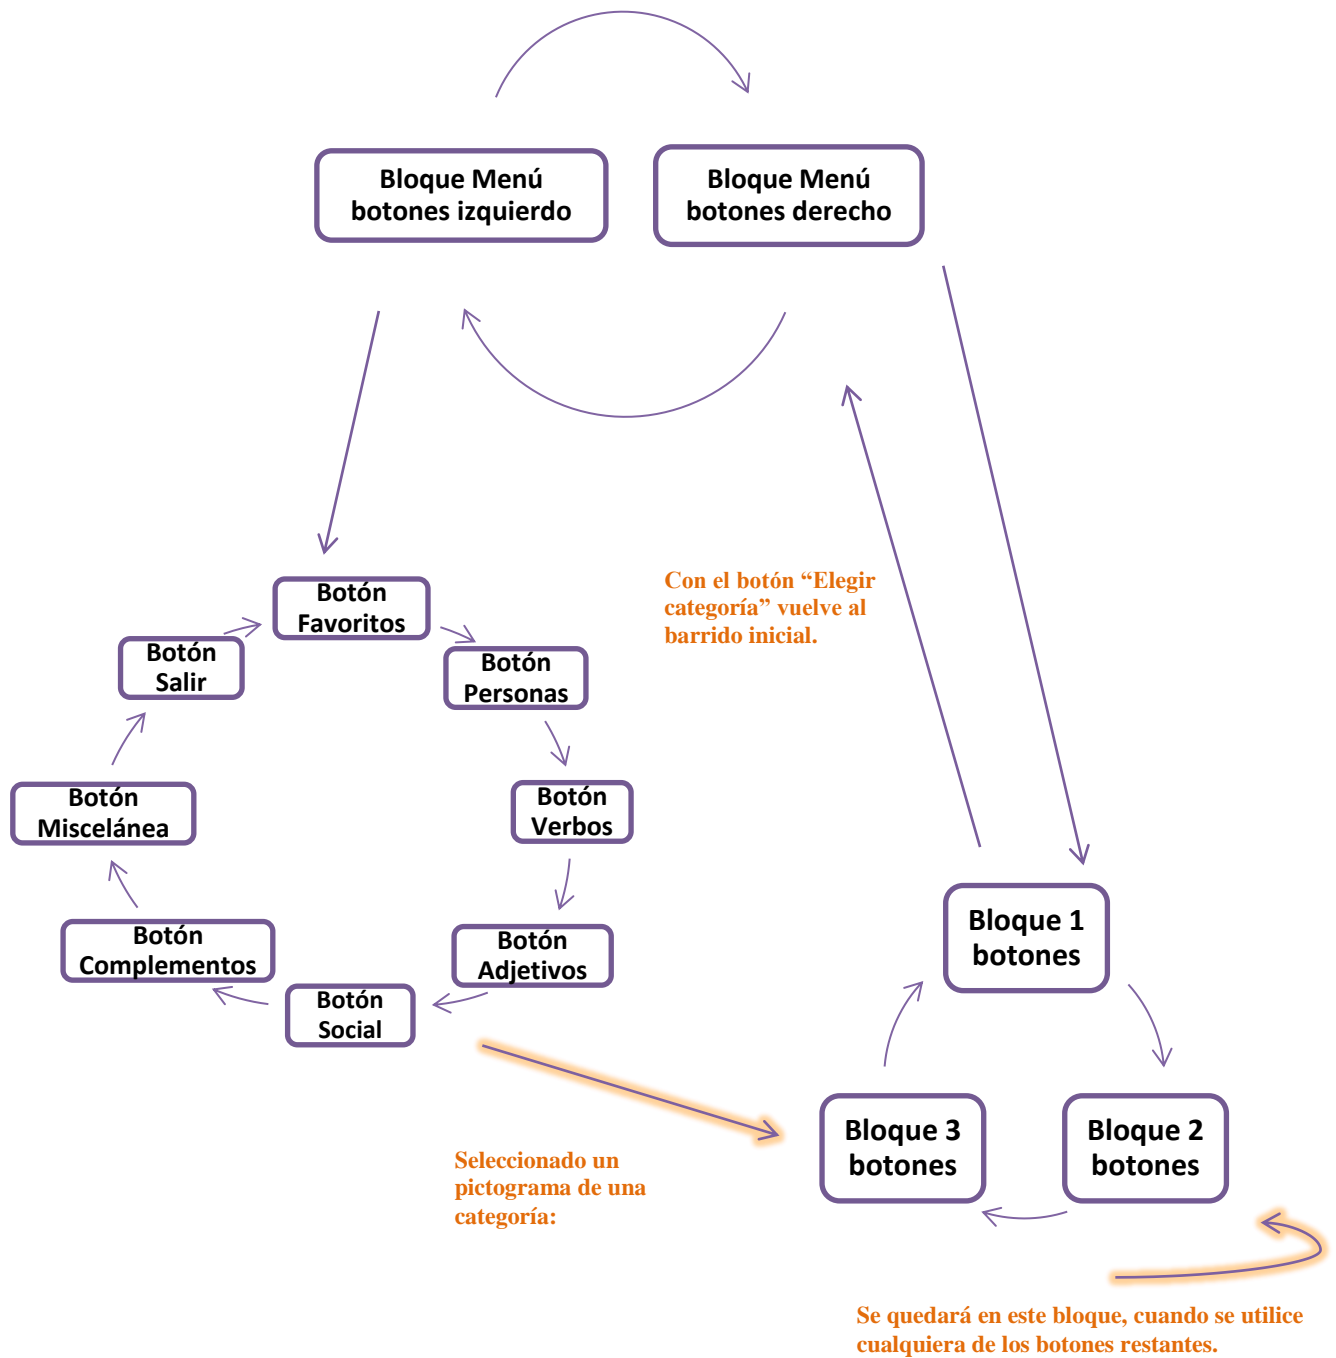 Bloque Menú
botones izquierdo
Bloque Menú
botones derecho
Con el botón “Elegir
categoría” vuelve al
barrido inicial.
Botón
Favoritos
Botón
Personas
Botón
Verbos
Botón
Adjetivos
Botón
Social
Botón
Complementos
Botón
Miscelánea
Botón
Salir
Bloque 1
botones
Bloque 2
botones
Bloque 3
botones
Seleccionado un
pictograma de una
categoría:
Se quedará en este bloque, cuando se utilice
cualquiera de los botones restantes.